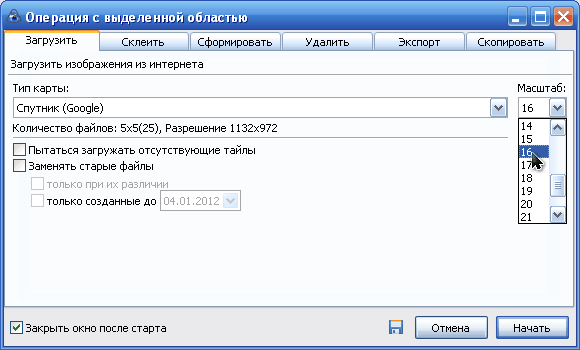 Операция с выделенной областью
Загрузить Склеить Сформировать Удалить Экспорт Скопировать
Загрузить изображения из интернета
Тип карты: Масштаб:
Спутник (Google) 16
Количество файлов: 5x5(25), Разрешение 1132x972
14
15
16
17
18
19
20
21
Пытаться загружать отсутствующие тайлы
Заменять старые файлы
только при их различии
только созданные до 04.01.2012
Закрыть окно после старта Отмена Начать